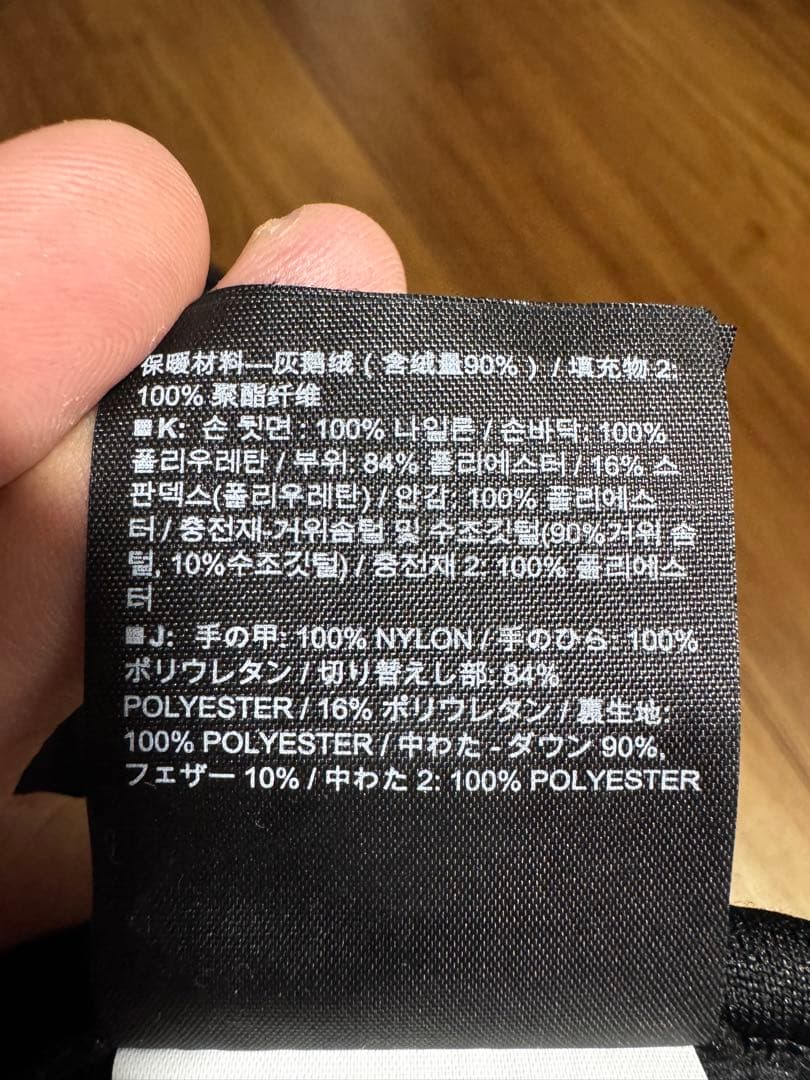 保暖材料—灰鹅绒 ( 含绒量90% ) / 填充物 2:
100% 聚酯纤维
■K: 손 뒷면 : 100% 나일론 / 손바닥: 100%
폴리우레탄 / 부위: 84% 폴리에스터 / 16% 스
판덱스(폴리우레탄) / 안감: 100% 폴리에스
터 / 충전재-거위솜털 및 수조깃털(90%거위 솜
털, 10%수조깃털) / 충전재 2: 100% 폴리에스
터
■J: 手の甲: 100% NYLON / 手のひら: 100%
ポリウレタン / 切り替えし部: 84%
POLYESTER / 16% ポリウレタン / 裏生地:
100% POLYESTER / 中わた - ダウン 90%,
フェザー 10% / 中わた 2: 100% POLYESTER